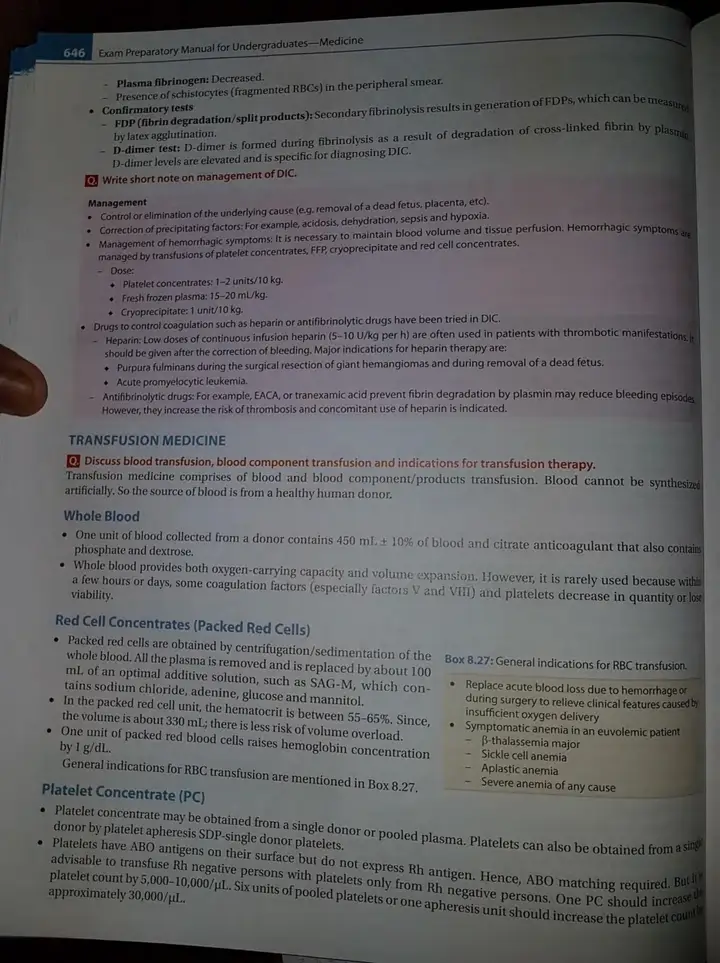 646 Exam Preparatory Manual for Undergraduates—Medicine
– Plasma fibrinogen: Decreased.
– Presence of schistocytes (fragmented RBCs) in the peripheral smear.
• Confirmatory tests
– FDP (fibrin degradation/split products): Secondary fibrinolysis results in generation of FDPs, which can be measured
by latex agglutination.
– D-dimer test: D-dimer is formed during fibrinolysis as a result of degradation of cross-linked fibrin by plasmin.
D-dimer levels are elevated and is specific for diagnosing DIC.
Q. Write short note on management of DIC.
Management
• Control or elimination of the underlying cause (e.g. removal of a dead fetus, placenta, etc).
• Correction of precipitating factors: For example, acidosis, dehydration, sepsis and hypoxia.
• Management of hemorrhagic symptoms: It is necessary to maintain blood volume and tissue perfusion. Hemorrhagic symptoms are
managed by transfusions of platelet concentrates, FFP, cryoprecipitate and red cell concentrates.
– Dose:
◆ Platelet concentrates: 1–2 units/10 kg.
◆ Fresh frozen plasma: 15–20 mL/kg.
◆ Cryoprecipitate: 1 unit/10 kg.
• Drugs to control coagulation such as heparin or antifibrinolytic drugs have been tried in DIC.
– Heparin: Low doses of continuous infusion heparin (5–10 U/kg per h) are often used in patients with thrombotic manifestations. It
should be given after the correction of bleeding. Major indications for heparin therapy are:
◆ Purpura fulminans during the surgical resection of giant hemangiomas and during removal of a dead fetus.
◆ Acute promyelocytic leukemia.
– Antifibrinolytic drugs: For example, EACA, or tranexamic acid prevent fibrin degradation by plasmin may reduce bleeding episodes.
However, they increase the risk of thrombosis and concomitant use of heparin is indicated.
TRANSFUSION MEDICINE
Q. Discuss blood transfusion, blood component transfusion and indications for transfusion therapy.
Transfusion medicine comprises of blood and blood component/products transfusion. Blood cannot be synthesized
artificially. So the source of blood is from a healthy human donor.
Whole Blood
• One unit of blood collected from a donor contains 450 mL ± 10% of blood and citrate anticoagulant that also contains
phosphate and dextrose.
• Whole blood provides both oxygen-carrying capacity and volume expansion. However, it is rarely used because within
a few hours or days, some coagulation factors (especially factors V and VIII) and platelets decrease in quantity or lose
viability.
Red Cell Concentrates (Packed Red Cells)
• Packed red cells are obtained by centrifugation/sedimentation of the
whole blood. All the plasma is removed and is replaced by about 100
mL of an optimal additive solution, such as SAG-M, which con-
tains sodium chloride, adenine, glucose and mannitol.
• In the packed red cell unit, the hematocrit is between 55–65%. Since,
the volume is about 330 mL; there is less risk of volume overload.
• One unit of packed red blood cells raises hemoglobin concentration
by 1 g/dL.
General indications for RBC transfusion are mentioned in Box 8.27.
Box 8.27: General indications for RBC transfusion.
• Replace acute blood loss due to hemorrhage or
during surgery to relieve clinical features caused by
insufficient oxygen delivery
• Symptomatic anemia in an euvolemic patient
– β-thalassemia major
– Sickle cell anemia
– Aplastic anemia
– Severe anemia of any cause
Platelet Concentrate (PC)
• Platelet concentrate may be obtained from a single donor or pooled plasma. Platelets can also be obtained from a single
donor by platelet apheresis SDP-single donor platelets.
• Platelets have ABO antigens on their surface but do not express Rh antigen. Hence, ABO matching required. But it is
advisable to transfuse Rh negative persons with platelets only from Rh negative persons. One PC should increase the
platelet count by 5,000–10,000/μL. Six units of pooled platelets or one apheresis unit should increase the platelet count by
approximately 30,000/μL.